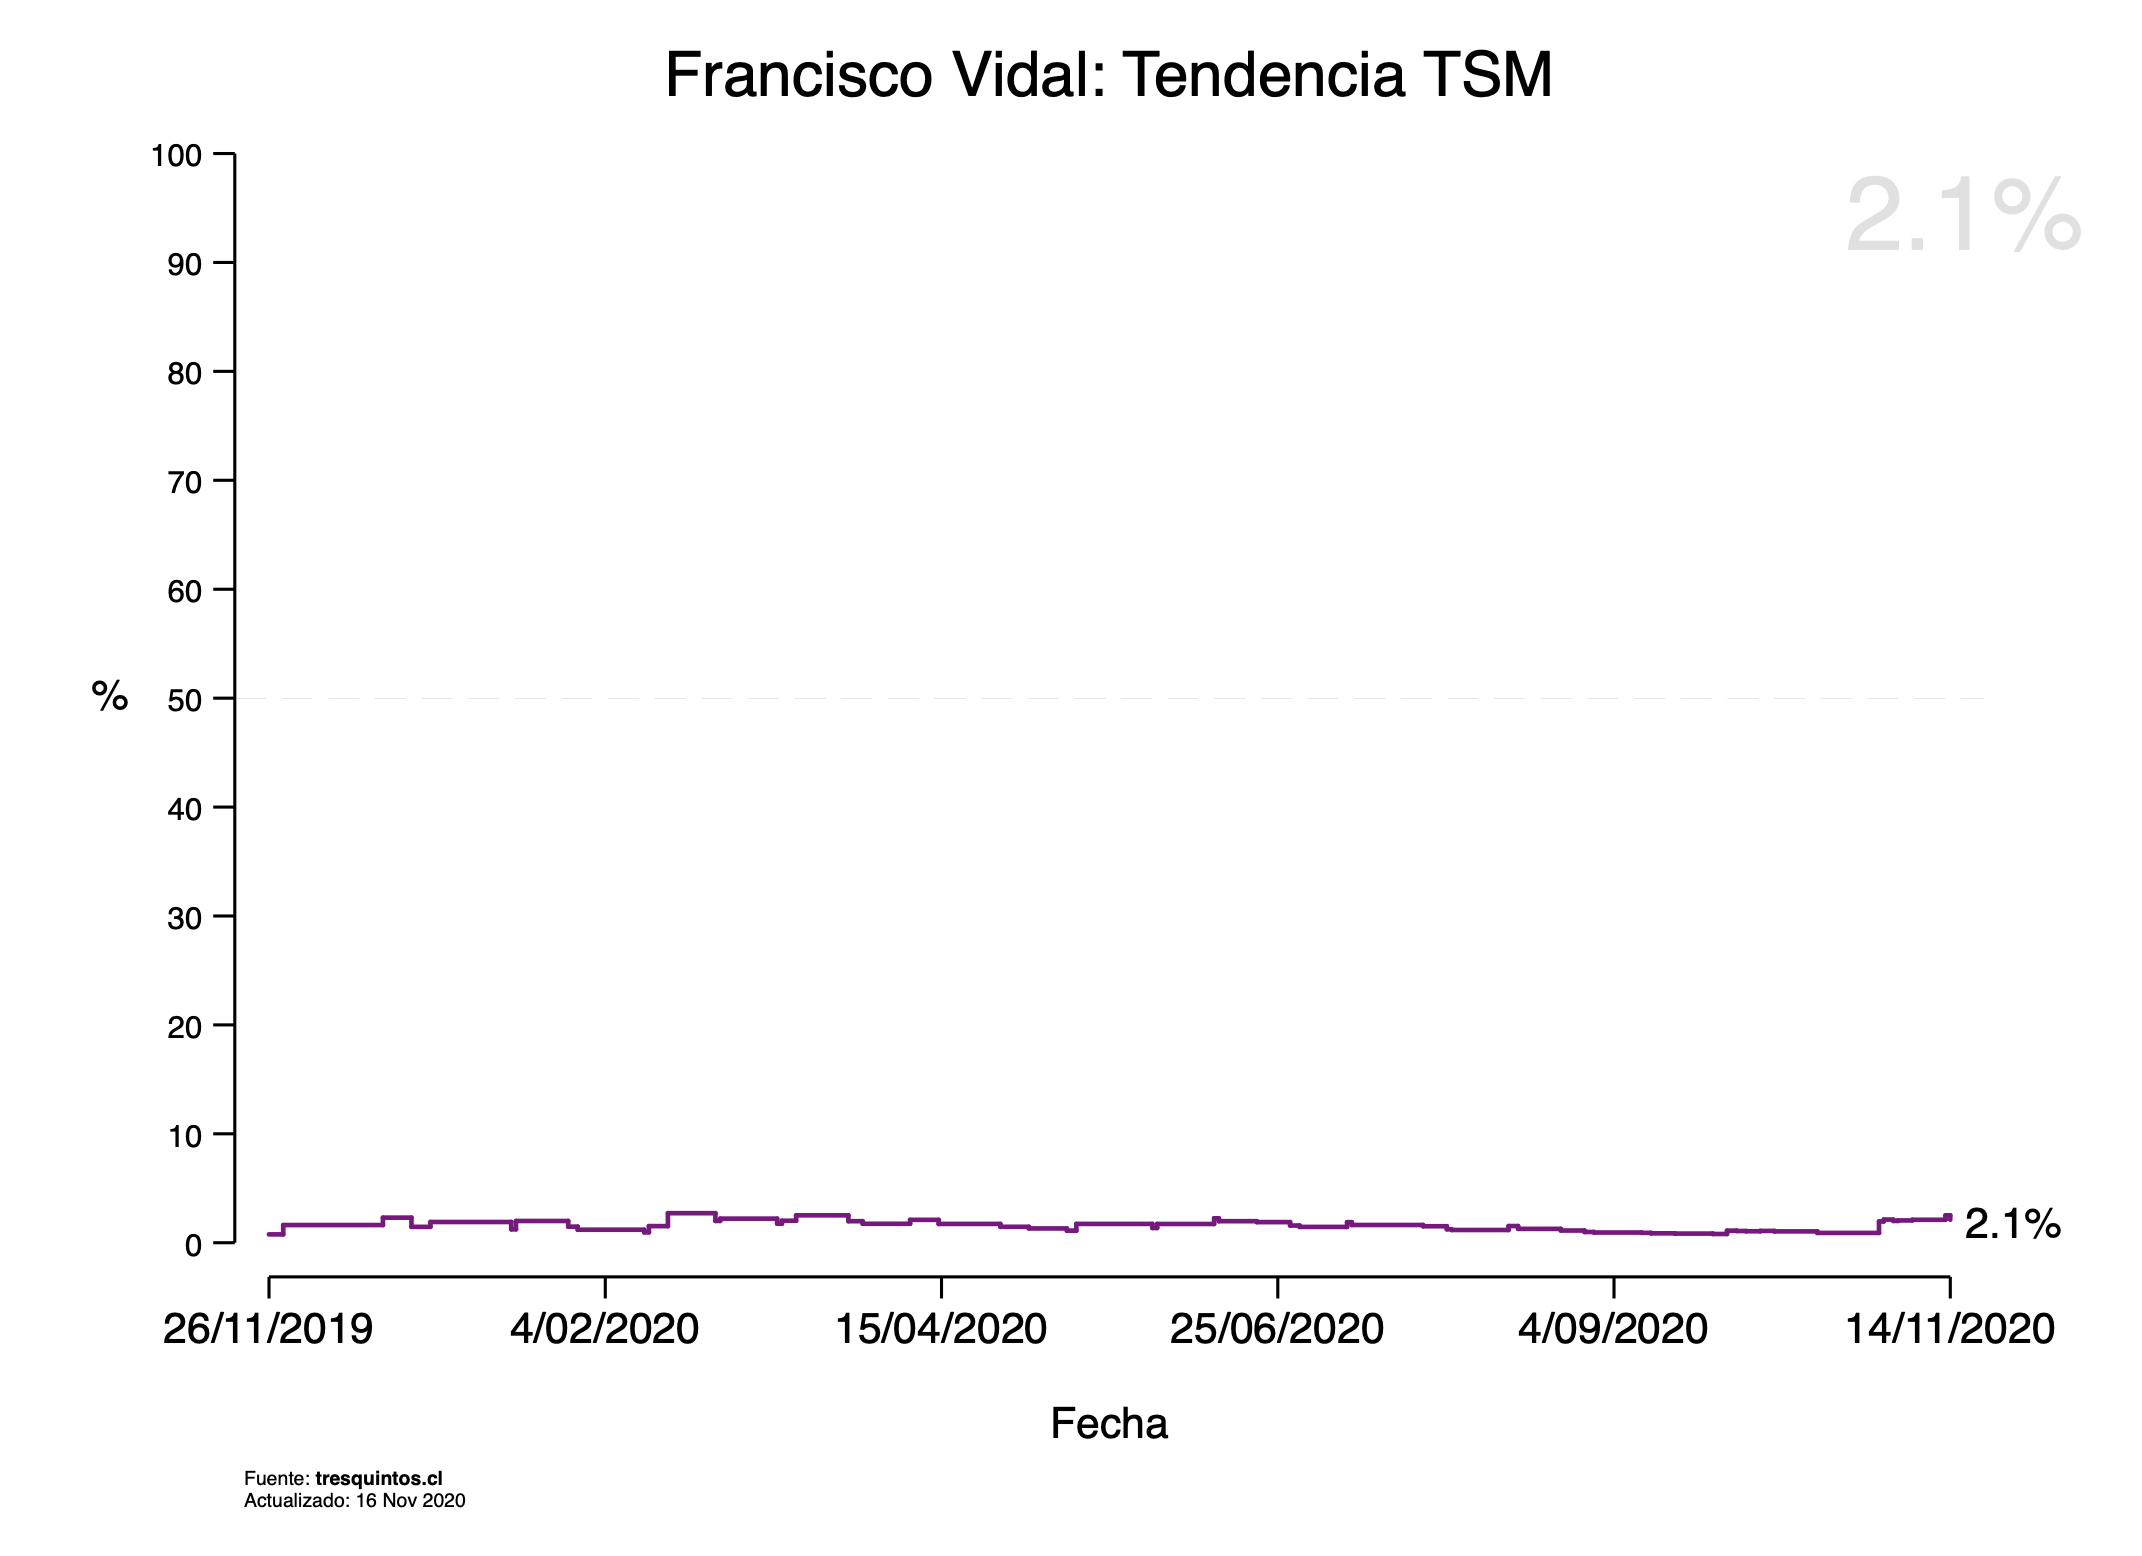 Francisco Vidal: Tendencia TSM
2.1%
100
90
80
70
60
50
%
40
30
20
10
0
2.1%
26/11/2019 4/02/2020 15/04/2020 25/06/2020 4/09/2020 14/11/2020
Fecha
Fuente: tresquintos.cl
Actualizado: 16 Nov 2020